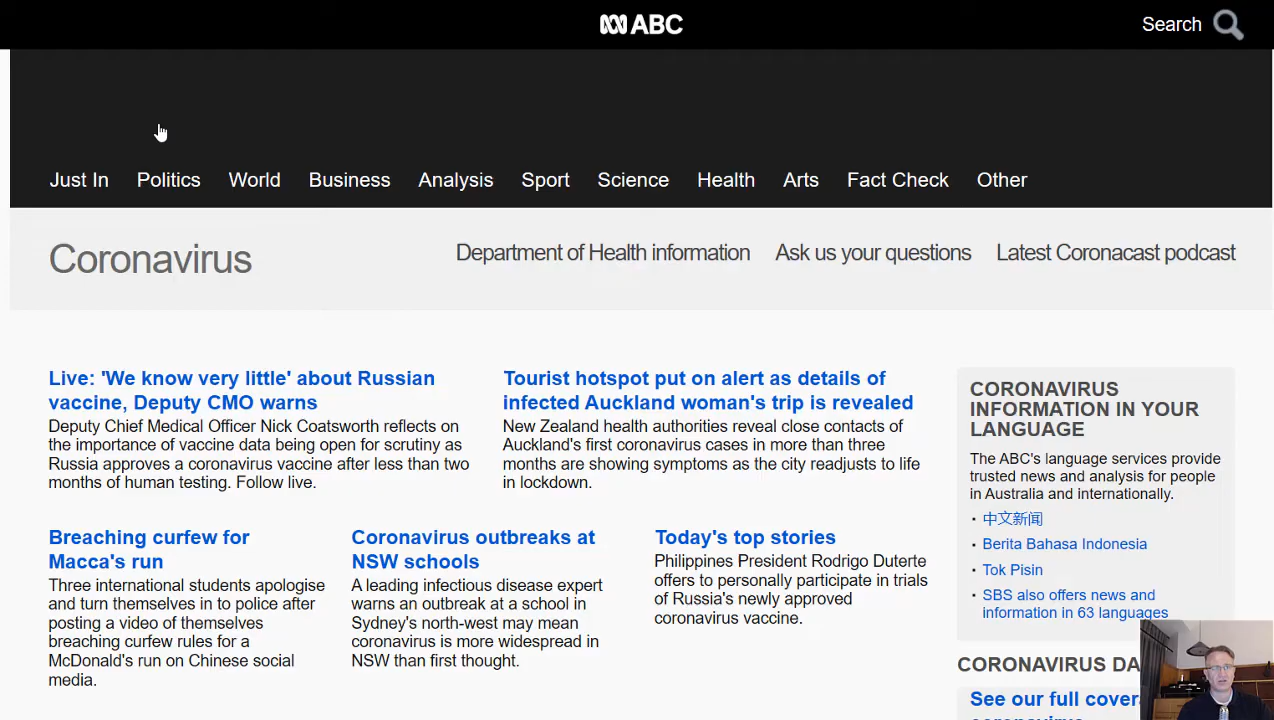 ABC
Search
Just In
Politics
World
Business
Analysis
Sport
Science
Health
Arts
Fact Check
Other
Coronavirus
Department of Health information
Ask us your questions
Latest Coronacast podcast
Live: 'We know very little' about Russian
vaccine, Deputy CMO warns
Deputy Chief Medical Officer Nick Coatsworth reflects on
the importance of vaccine data being open for scrutiny as
Russia approves a coronavirus vaccine after less than two
months of human testing. Follow live.
Tourist hotspot put on alert as details of
infected Auckland woman's trip is revealed
New Zealand health authorities reveal close contacts of
Auckland's first coronavirus cases in more than three
months are showing symptoms as the city readjusts to life
in lockdown.
Breaching curfew for
Macca's run
Three international students apologise
and turn themselves in to police after
posting a video of themselves
breaching curfew rules for a
McDonald's run on Chinese social
media.
Coronavirus outbreaks at
NSW schools
A leading infectious disease expert
warns an outbreak at a school in
Sydney's north-west may mean
coronavirus is more widespread in
NSW than first thought.
Today's top stories
Philippines President Rodrigo Duterte
offers to personally participate in trials
of Russia's newly approved
coronavirus vaccine.
CORONAVIRUS
INFORMATION IN YOUR
LANGUAGE
The ABC's language services provide
trusted news and analysis for people
in Australia and internationally.
中文新闻
Berita Bahasa Indonesia
Tok Pisin
SBS also offers news and
information in 63 languages
CORONAVIRUS DA
See our full cover